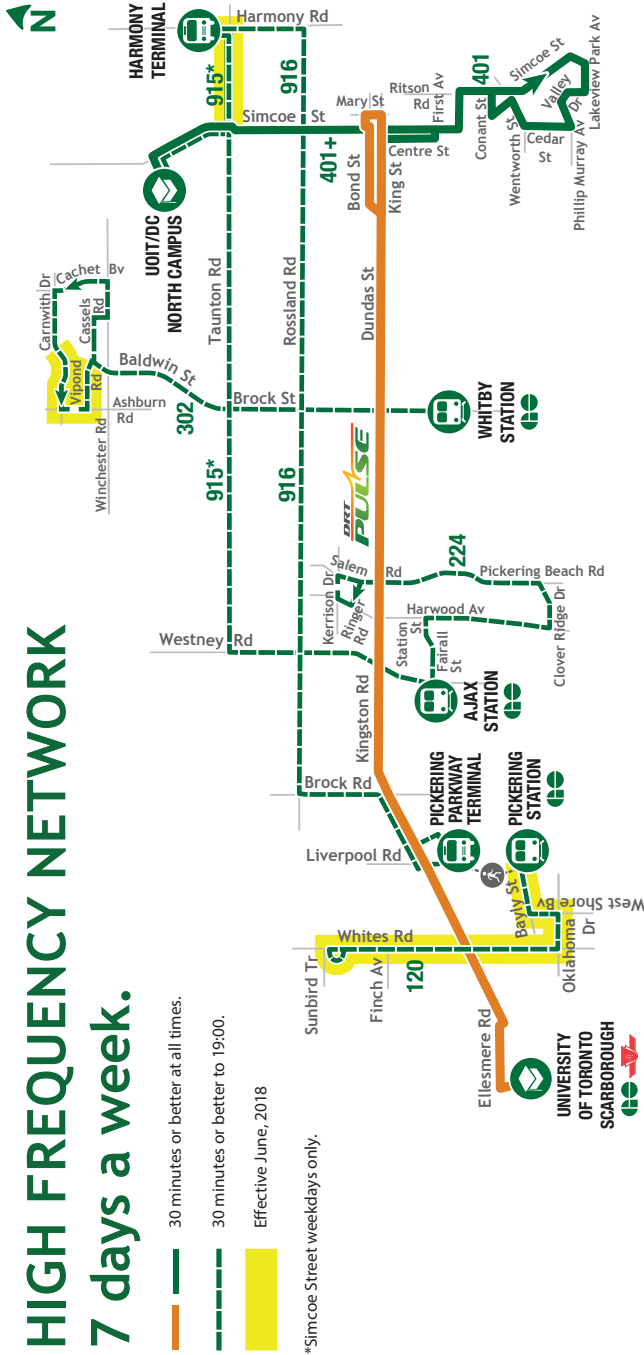 HIGH FREQUENCY NETWORK
7 days a week.
30 minutes or better at all times.
30 minutes or better to 19:00.
Effective June, 2018
*Simcoe Street weekdays only.
N
HARMONY
TERMINAL
Harmony Rd
915*
916
Simcoe St
UOIT/DC
NORTH CAMPUS
Taunton Rd
Rossland Rd
401+
Mary St
Bond St
King St
Ritson
Rd
First Av
Centre St
401
Simcoe St
Conant St
Wentworth St
Cedar
St
Valley
Dr
Phillip Murray Av
Lakeview Park Av
Carnwith Dr
Cachet Bv
Cassels
Rd
Vipond
Rd
Winchester Rd
Ashburn
Rd
Baldwin St
302
Brock St
Dundas St
WHITBY
STATION
GO
915*
916
DRT
PULSE
Westney Rd
Kerrison Dr
Salem Rd
Ringer
Rd
224
Pickering Beach Rd
Harwood Av
Station
St
Fairall
St
Clover Ridge Dr
AJAX
STATION
GO
Kingston Rd
Brock Rd
Liverpool Rd
PICKERING
PARKWAY
TERMINAL
PICKERING
STATION
GO
Bayly St
West Shore Bv
Whites Rd
Sunbird Tr
Finch Av
120
Oklahoma
Dr
Ellesmere Rd
UNIVERSITY
OF TORONTO
SCARBOROUGH
GO